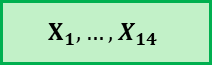 X₁, ..., X₁₄